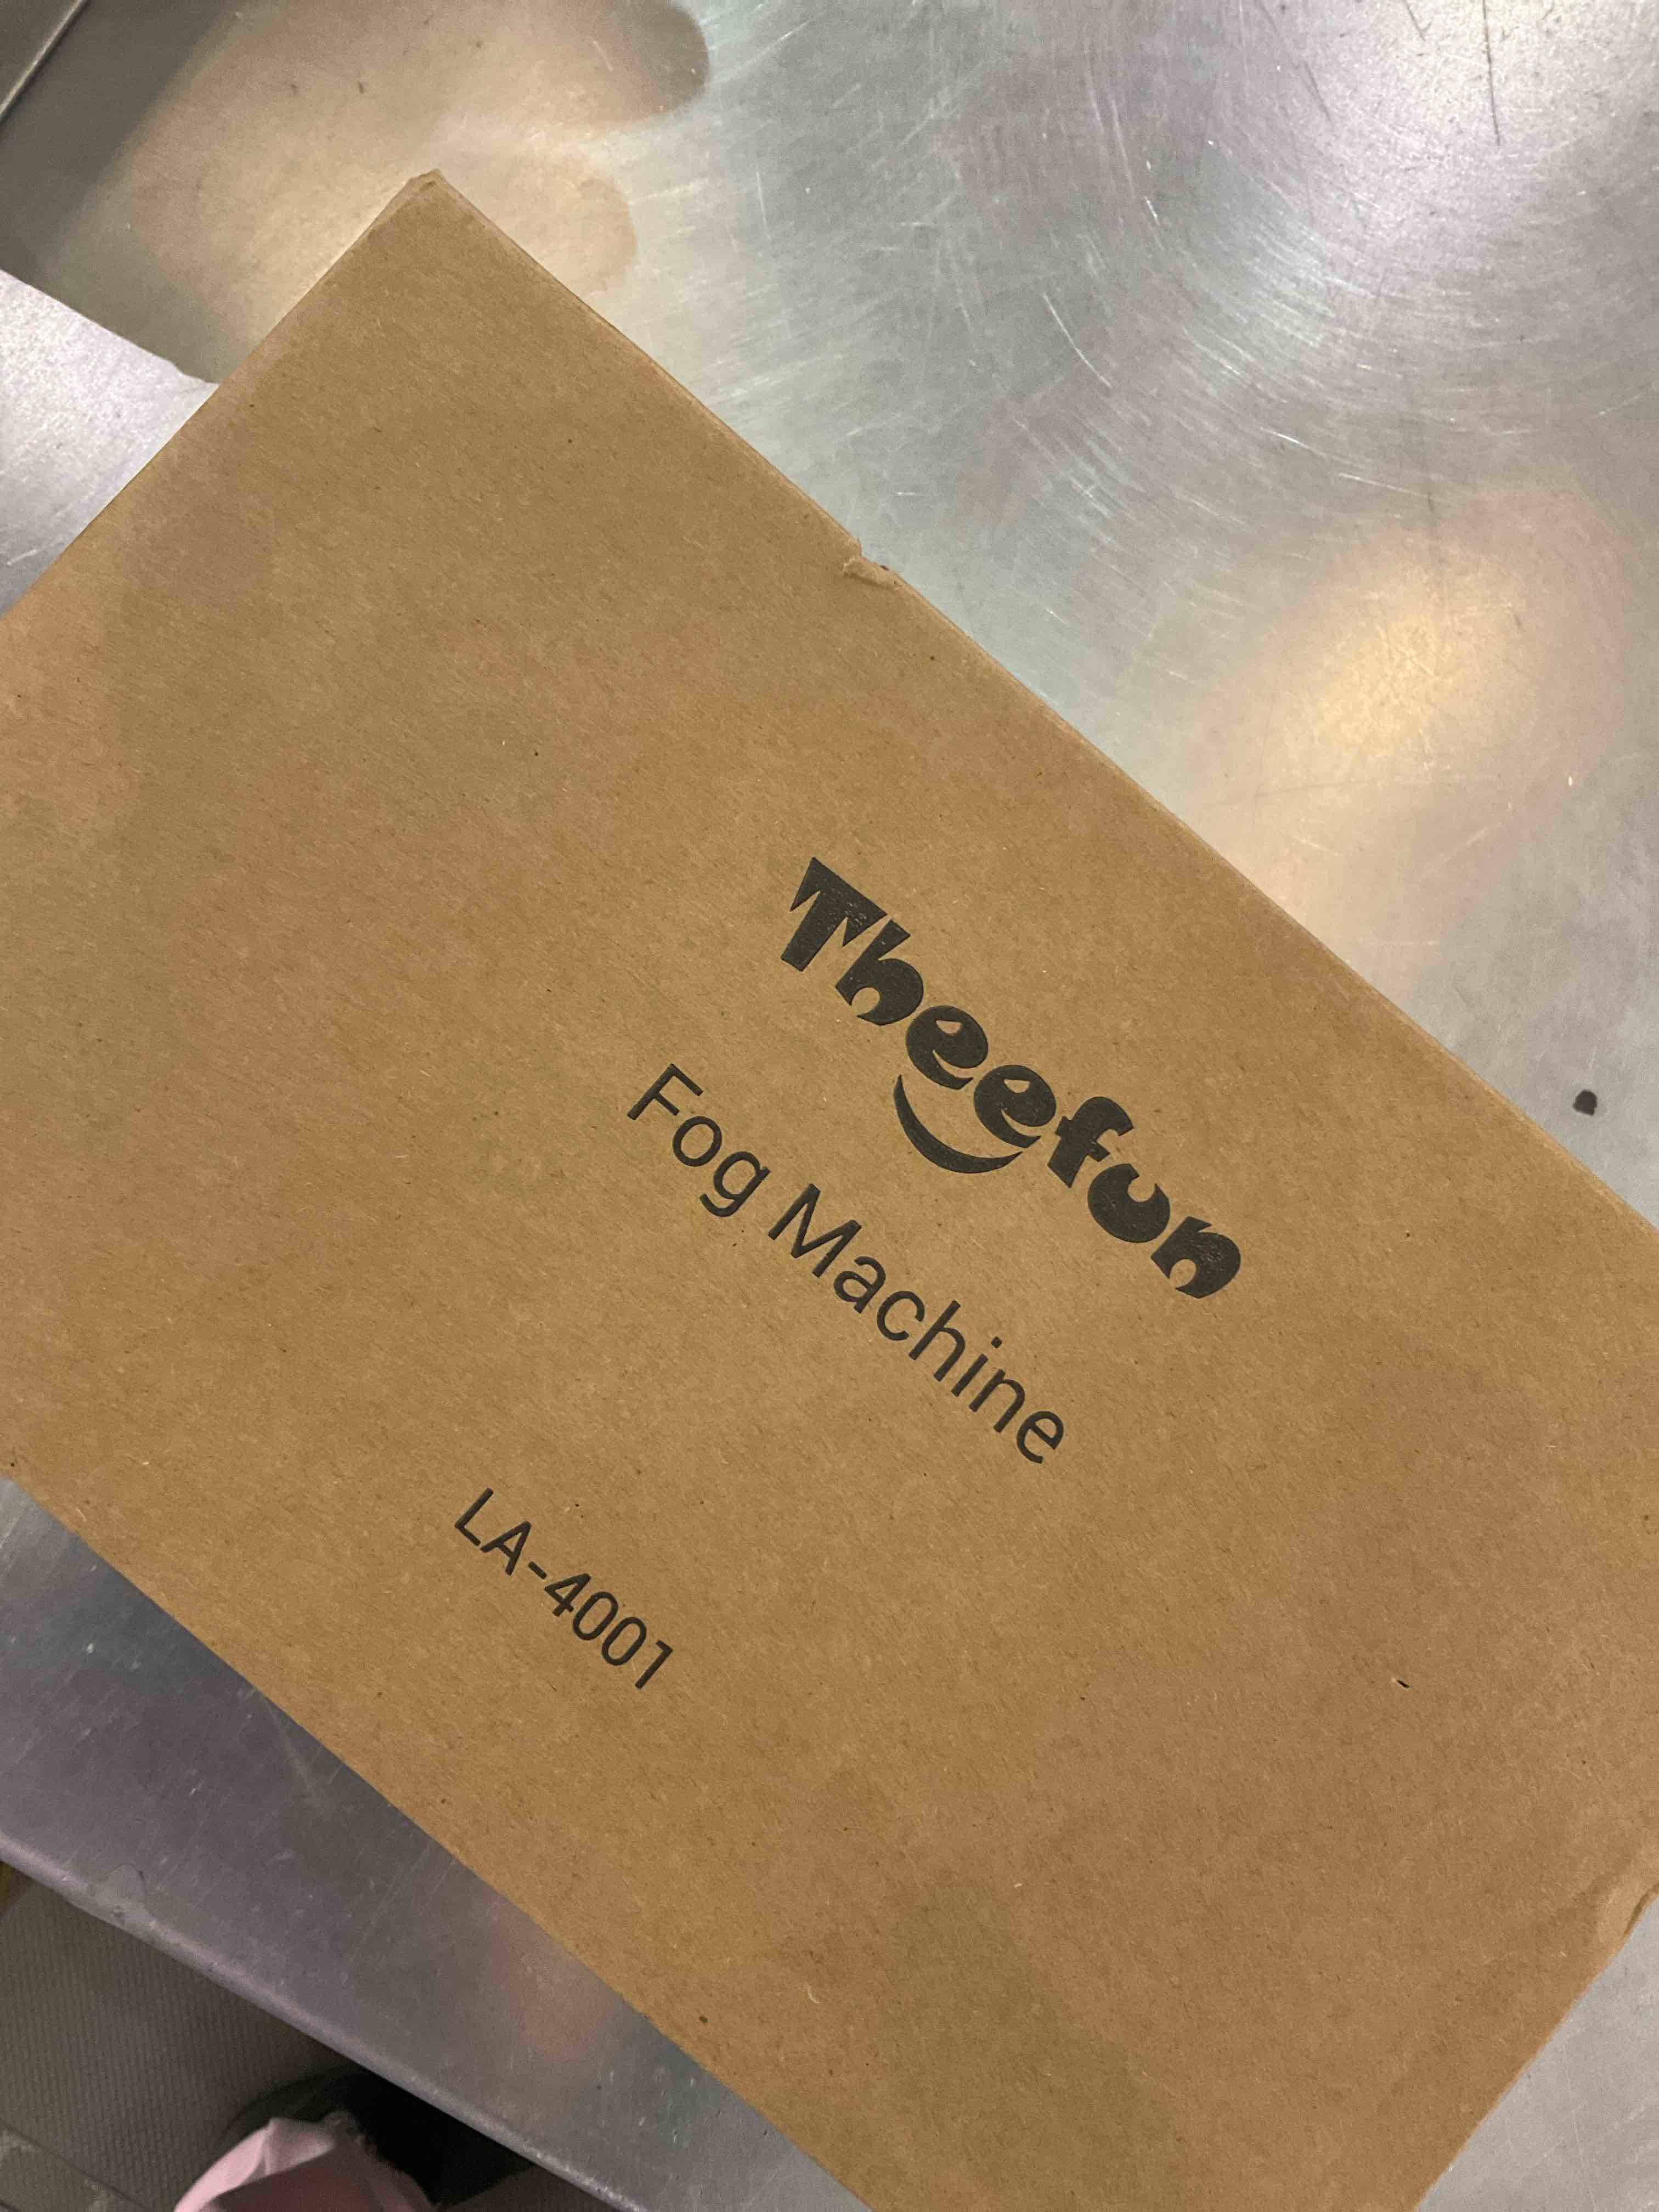 Theefun
Fog Machine
LA-4001